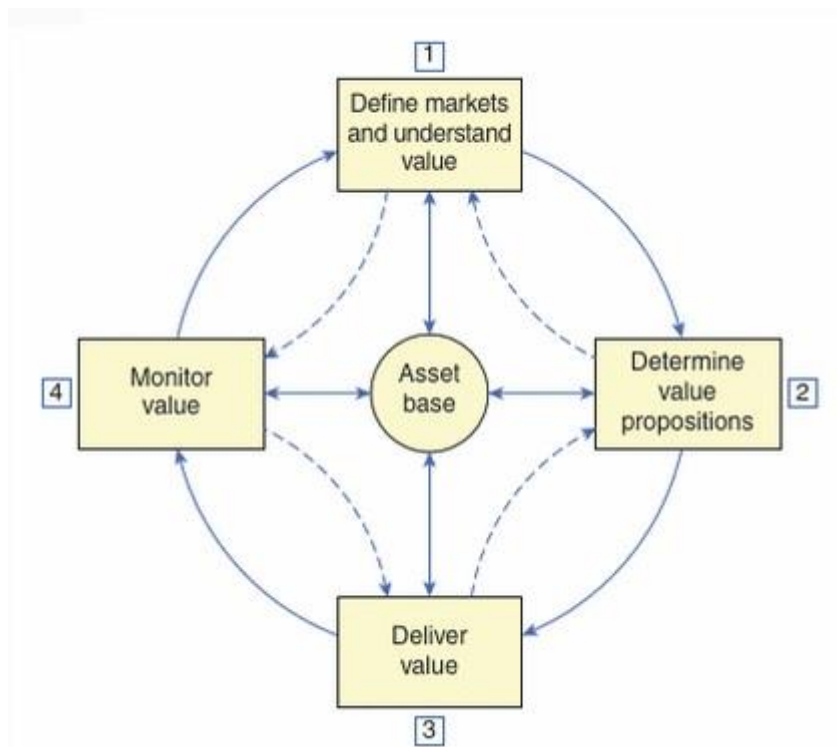 1
Define markets
and understand
value
4
Monitor
value
Asset
base
Determine
value
propositions
2
Deliver
value
3